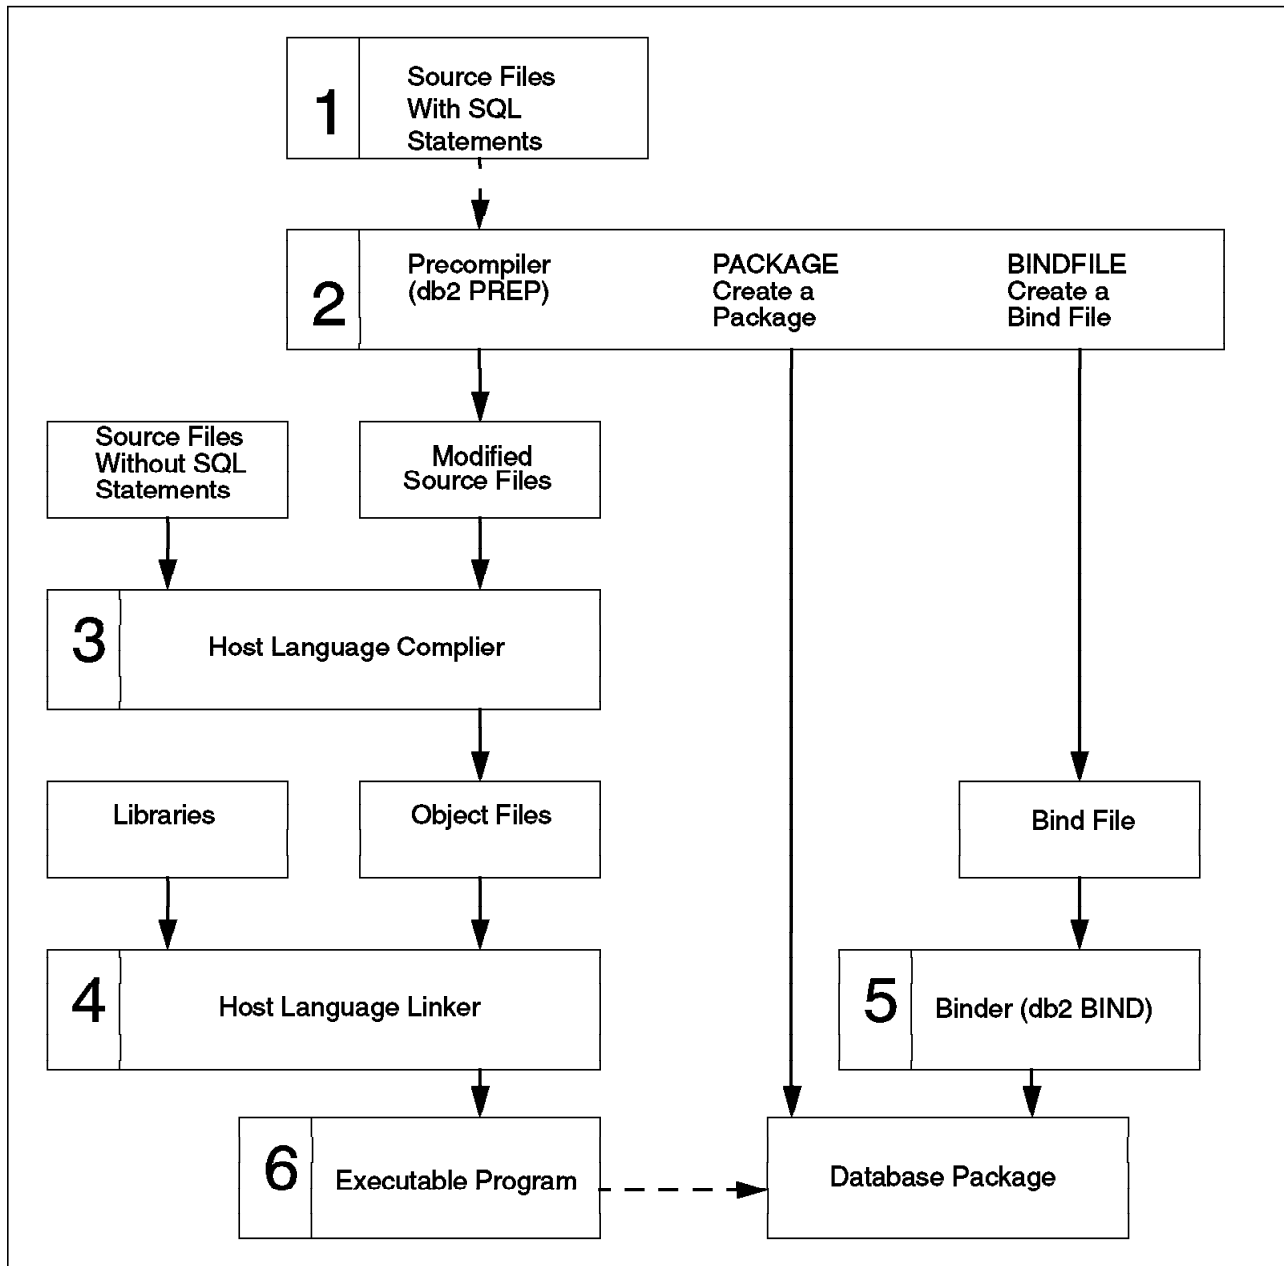 1
Source Files
With SQL
Statements
2
Precompiler
(db2 PREP)
PACKAGE
Create a
Package
BINDFILE
Create a
Bind File
Source Files
Without SQL
Statements
Modified
Source Files
3
Host Language Complier
Libraries
Object Files
Bind File
4
Host Language Linker
5
Binder (db2 BIND)
6
Executable Program
Database Package